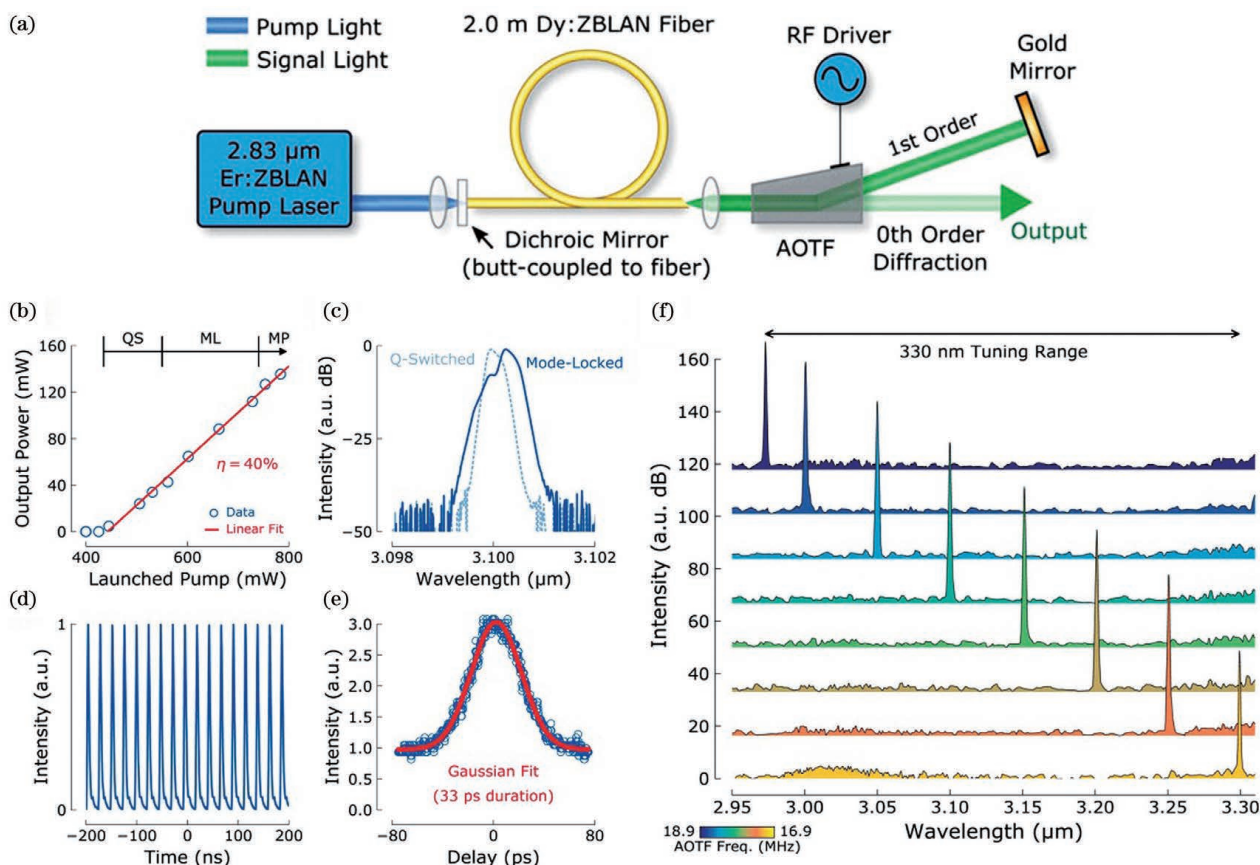 (a)
Pump Light
Signal Light
2.0 m Dy:ZBLAN Fiber
RF Driver
Gold
Mirror
1st Order
2.83 μm
Er:ZBLAN
Pump Laser
Dichroic Mirror
(butt-coupled to fiber)
AOTF
0th Order
Diffraction
Output
(b)
QS
ML
MP
Output Power (mW)
160
120
80
40
0
η = 40%
Data
Linear Fit
400
600
800
Launched Pump (mW)
(c)
Q-Switched
Mode-Locked
Intensity (a.u. dB)
0
−25
−50
3.098
3.100
3.102
Wavelength (μm)
(d)
Intensity (a.u.)
1
0
−200
−100
0
100
200
Time (ns)
(e)
Intensity (a.u.)
3.0
2.5
2.0
1.5
1.0
0.5
0.0
Gaussian Fit
(33 ps duration)
−80
0
80
Delay (ps)
(f)
330 nm Tuning Range
Intensity (a.u. dB)
160
140
120
100
80
60
40
20
0
2.95
3.00
3.05
3.10
3.15
3.20
3.25
3.30
18.9
16.9
AOTF Freq. (MHz)
Wavelength (μm)